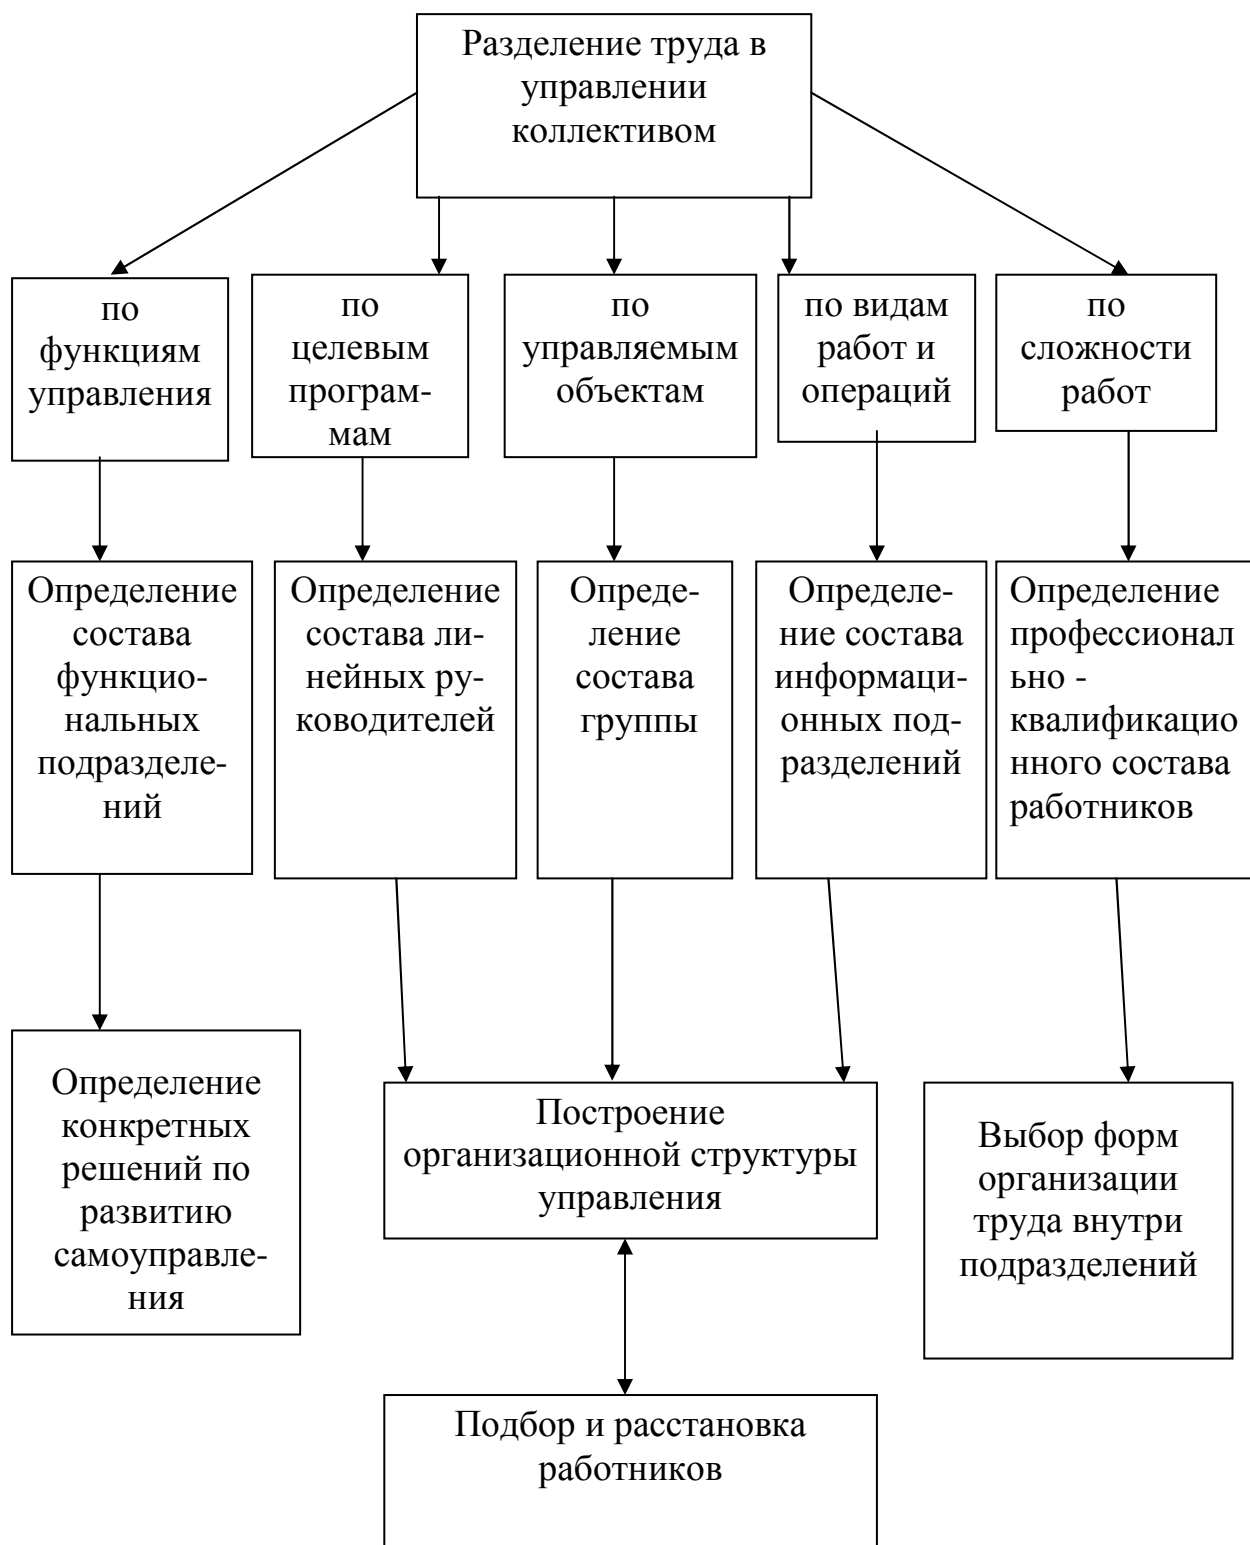 Разделение труда в
управлении
коллективом
по
функциям
управления
по
целевым
програм-
мам
по
управляемым
объектам
по видам
работ и
операций
по
сложности
работ
Определение
состава
функцио-
нальных
подразделе-
ний
Определение
состава ли-
нейных ру-
ководителей
Опреде-
ление
состава
группы
Определе-
ние состава
информаци-
онных под-
разделений
Определение
профессионал
ьно -
квалификацио
нного состава
работников
Определение
конкретных
решений по
развитию
самоуправле-
ния
Построение
организационной структуры
управления
Выбор форм
организации
труда внутри
подразделений
Подбор и расстановка
работников